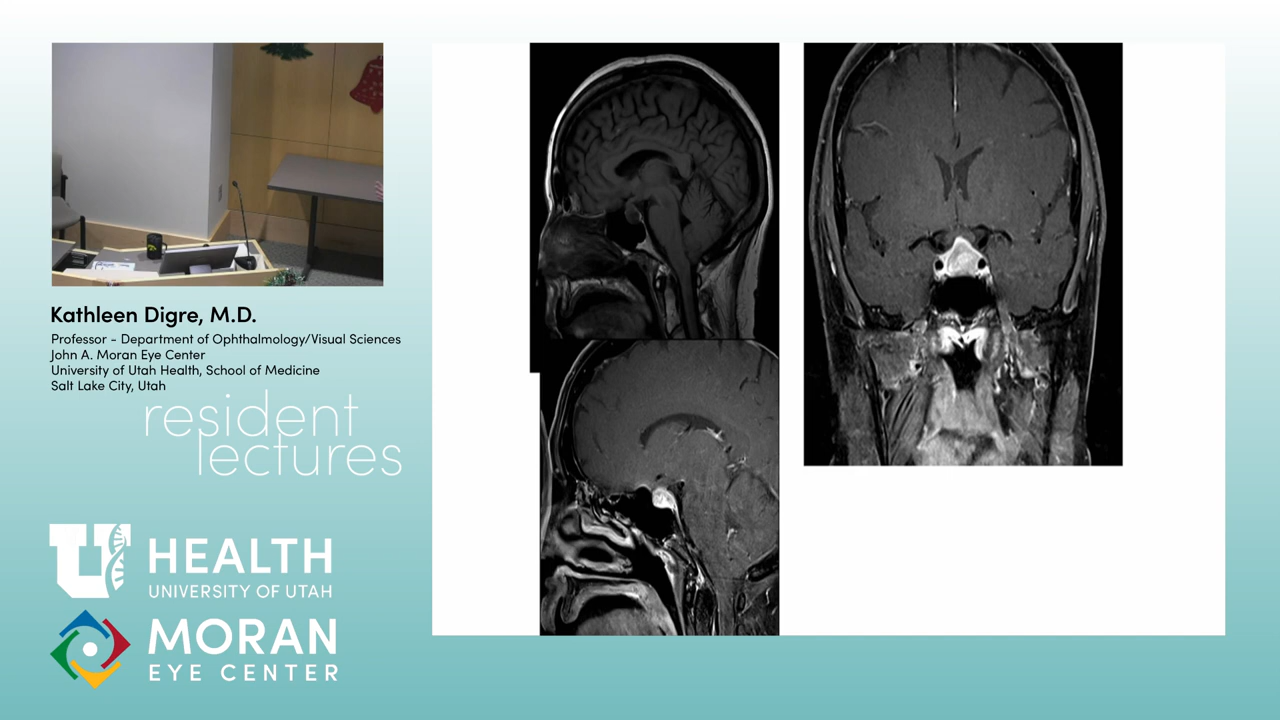 Kathleen Digre, M.D.
Professor - Department of Ophthalmology/Visual Sciences
John A. Moran Eye Center
University of Utah Health, School of Medicine
Salt Lake City, Utah
resident
lectures
U HEALTH
UNIVERSITY OF UTAH
MORAN
EYE CENTER